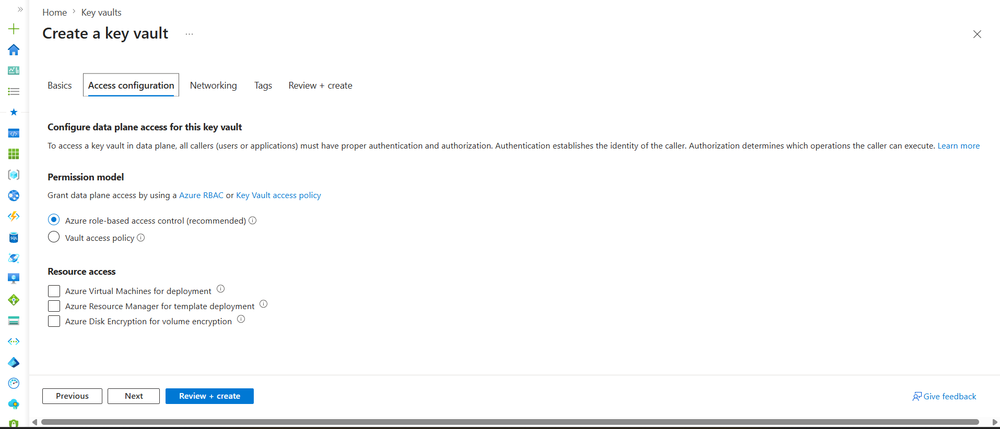 Home > Key vaults
Create a key vault ...
Basics Access configuration Networking Tags Review + create
Configure data plane access for this key vault
To access a key vault in data plane, all callers (users or applications) must have proper authentication and authorization. Authentication establishes the identity of the caller. Authorization determines which operations the caller can execute. Learn more
Permission model
Grant data plane access by using a Azure RBAC or Key Vault access policy
Azure role-based access control (recommended)
Vault access policy
Resource access
Azure Virtual Machines for deployment
Azure Resource Manager for template deployment
Azure Disk Encryption for volume encryption
Previous Next Review + create Give feedback
SQL